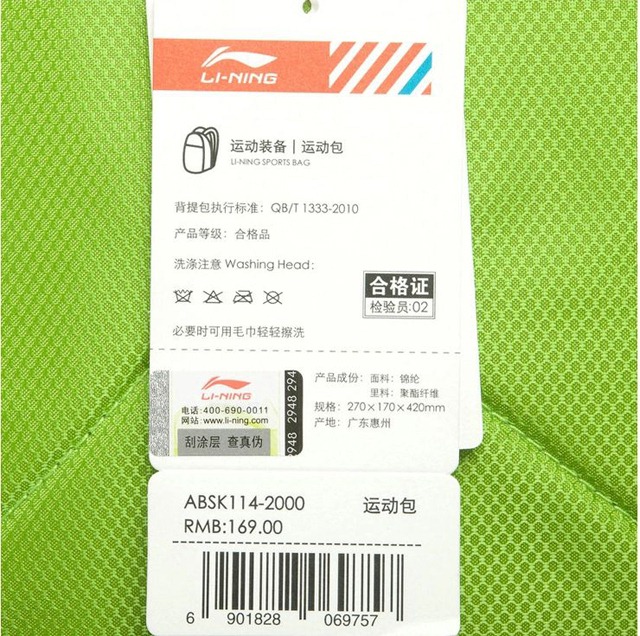 LI-NING
运动装备|运动包
LI-NING SPORTS BAG
背提包执行标准：QB/T 1333-2010
产品等级：合格品
洗涤注意 Washing Head:
合格证
检验员:02
必要时可用毛巾轻轻擦洗
LI-NING
电话:400-690-0011
网站:www.li-ning.com
刮涂层 查真伪
2948 2948 294
产品成份：面料：锦纶
里料：聚酯纤维
规格：270×170×420mm
产地：广东惠州
ABSK114-2000 运动包
RMB:169.00
6 901828 069757